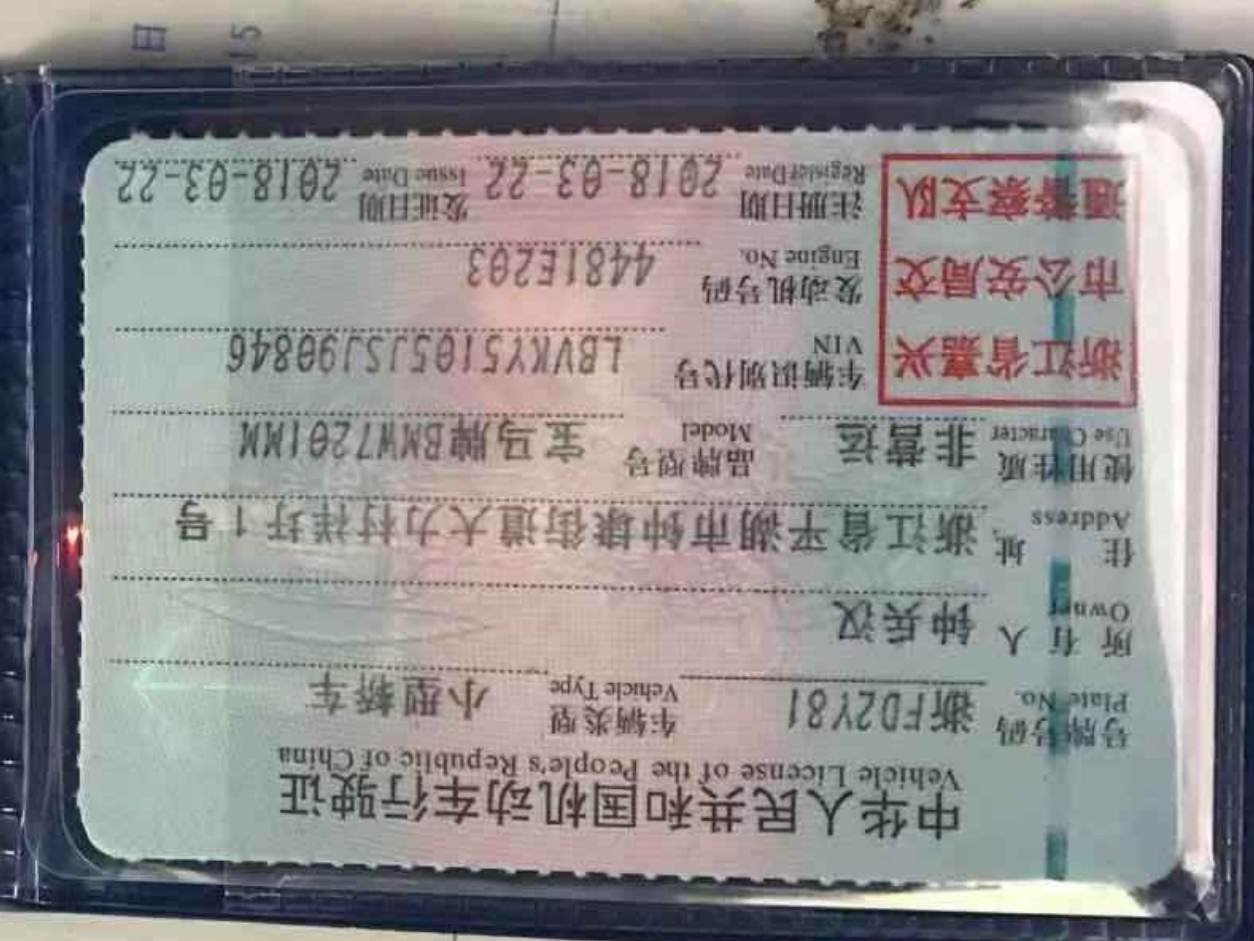 中华人民共和国机动车行驶证
Vehicle License of the People's Republic of China
号牌号码 浙FD2Y81 车辆类型 小型轿车
Plate No. Vehicle Type
所有人 钟兵汉
Owner
住址 浙江省平湖市钟埭街道大力村祥圩1号
Address
使用性质 非营运 品牌型号 宝马牌BMW7201MM
Use Character Model
浙江省嘉兴
市公安局交
通警察支队
车辆识别代号 LBVKY5105JSJ90846
VIN
发动机号码 4481E203
Engine No.
注册日期 2018-03-22 发证日期 2018-03-22
Register Date Issue Date
日
15